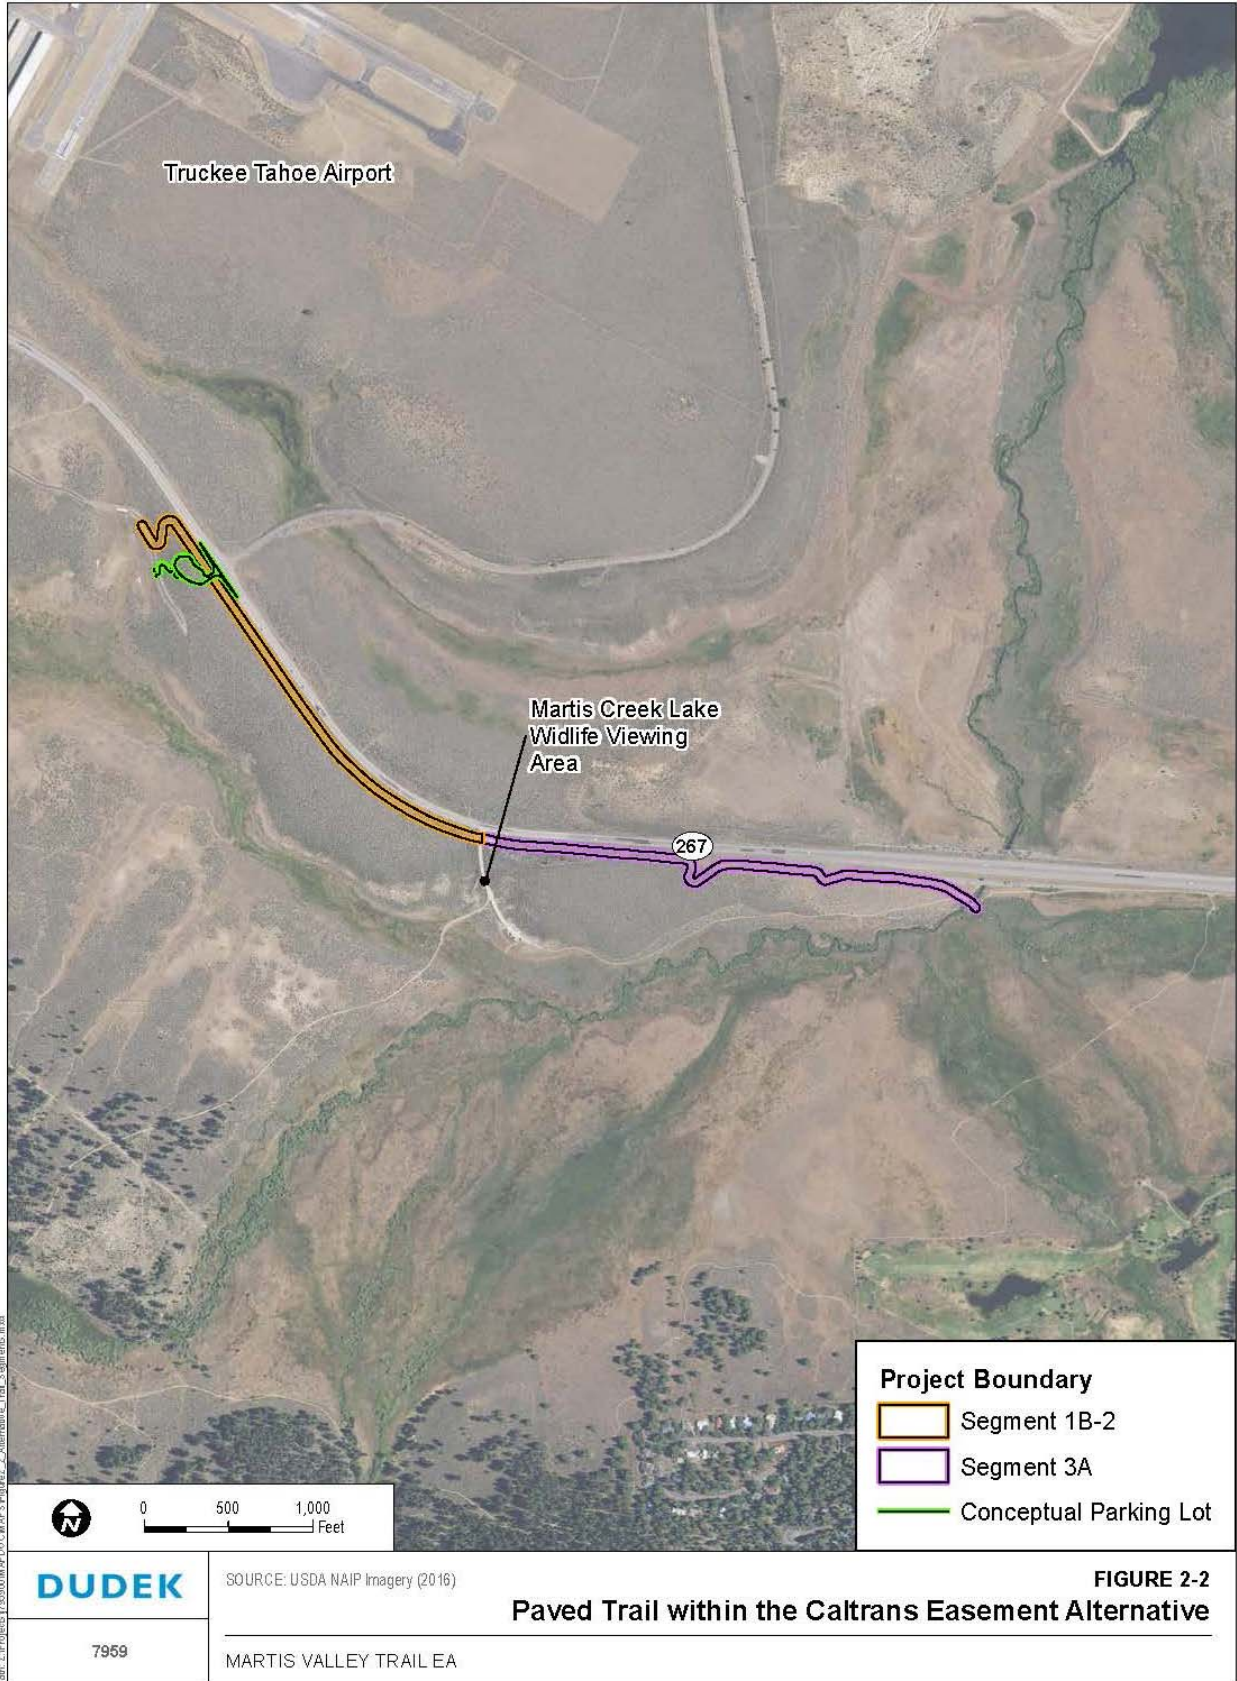 Truckee Tahoe Airport
Martis Creek Lake
Widlife Viewing
Area
267
Project Boundary
Segment 1B-2
Segment 3A
Conceptual Parking Lot
N
0 500 1,000
Feet
DUDEK
7959
SOURCE: USDA NAIP Imagery (2016)
FIGURE 2-2
Paved Trail within the Caltrans Easement Alternative
MARTIS VALLEY TRAIL EA